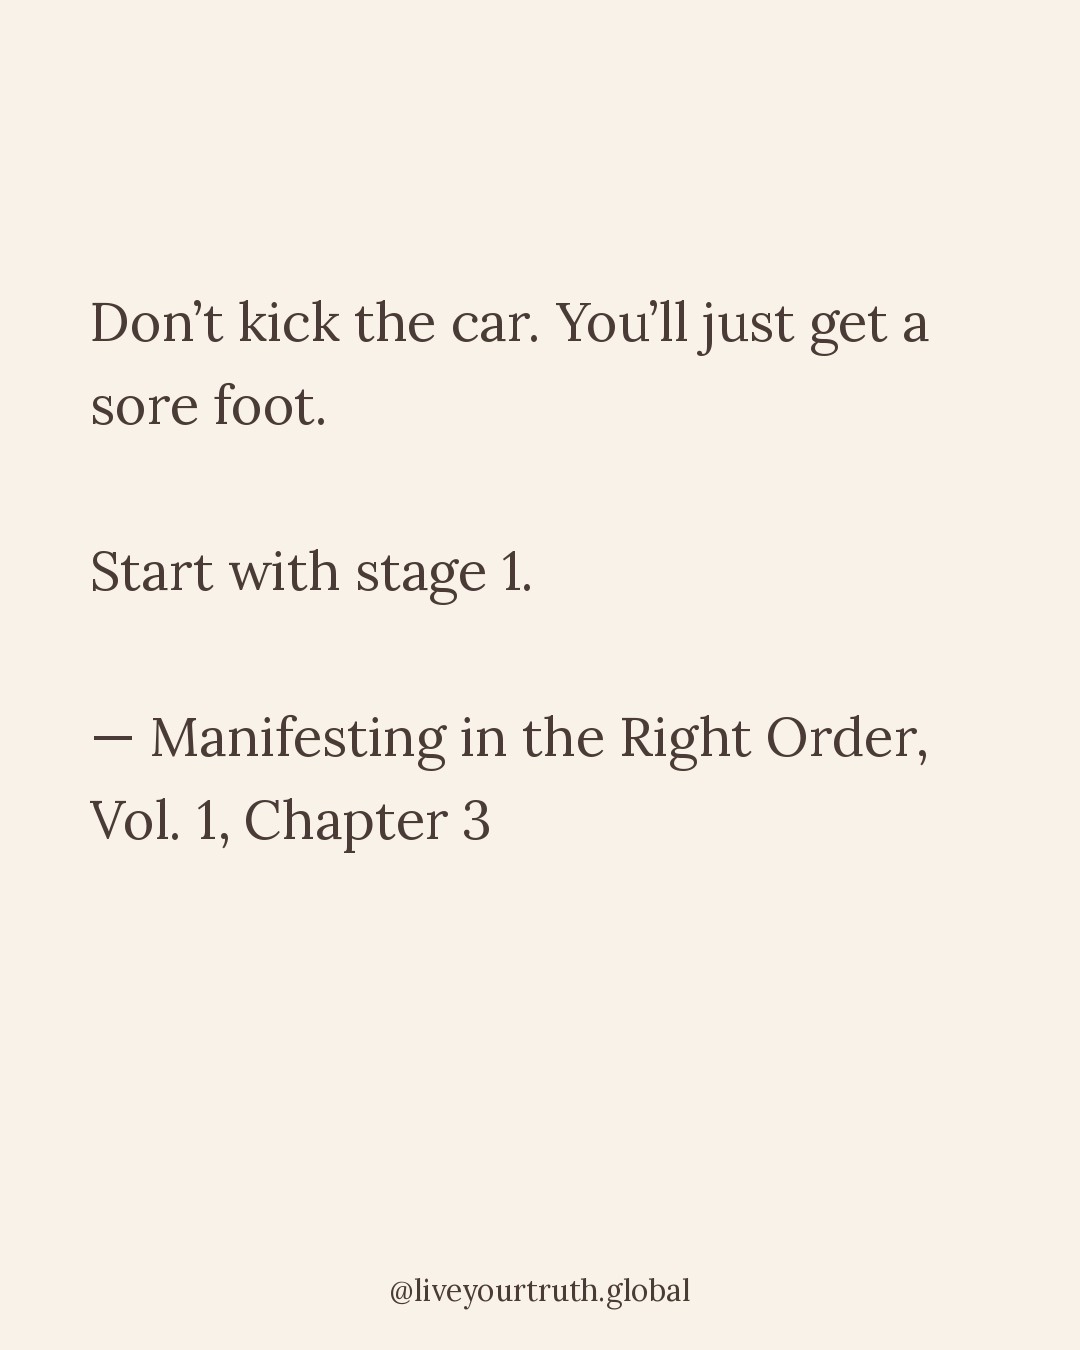 Don’t kick the car. You’ll just get a
sore foot.
Start with stage 1.
— Manifesting in the Right Order,
Vol. 1, Chapter 3
@liveyourtruth.global